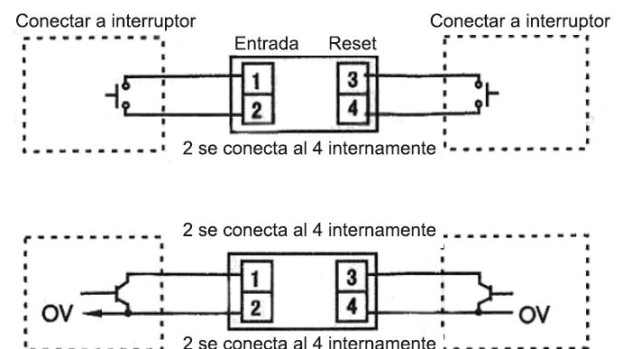 Conectar a interruptor
Conectar a interruptor
Entrada Reset
1 3
2 4
2 se conecta al 4 internamente
2 se conecta al 4 internamente
1 3
2 4
OV OV
2 se conecta al 4 internamente